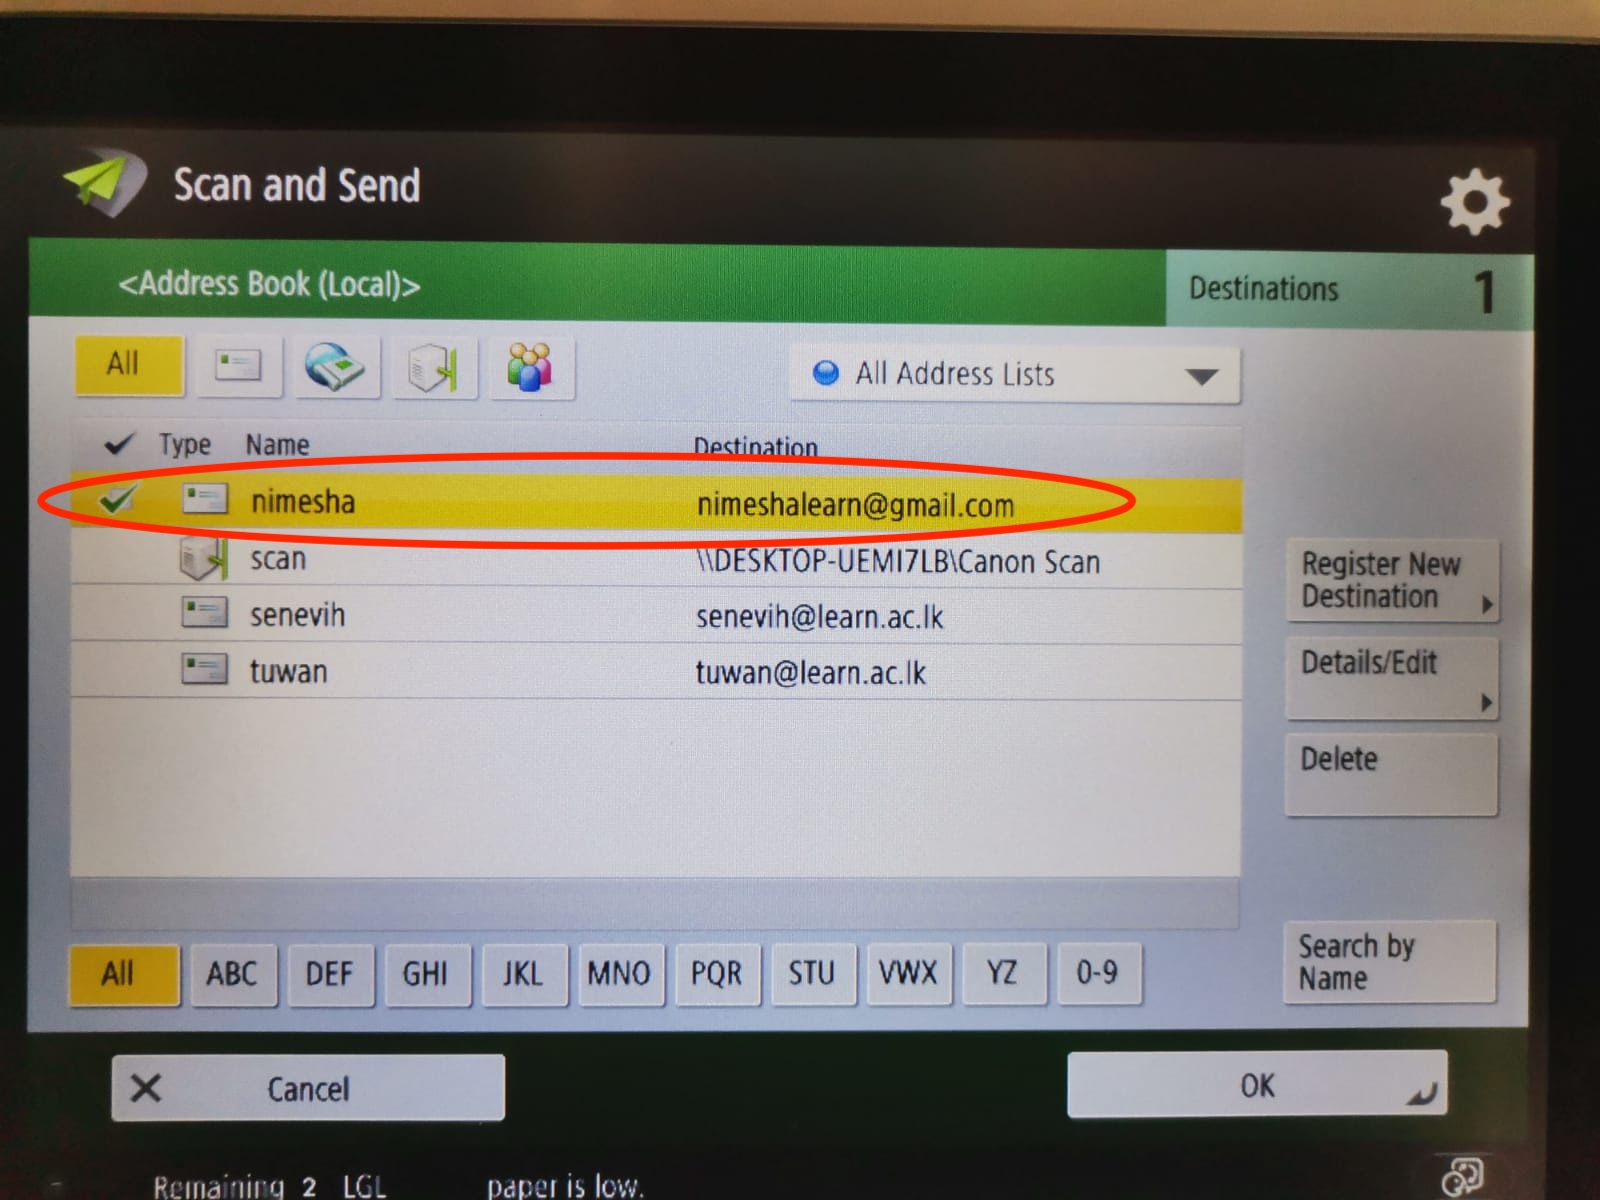 Scan and Send
<Address Book (Local)>
Destinations 1
All
All Address Lists
Type Name Destination
nimesha nimeshalearn@gmail.com
scan \\DESKTOP-UEMI7LB\Canon Scan
senevih senevih@learn.ac.lk
tuwan tuwan@learn.ac.lk
Register New
Destination
Details/Edit
Delete
Search by
Name
All ABC DEF GHI JKL MNO PQR STU VWX YZ 0-9
Cancel
OK
Remaining 2 LGL paper is low.